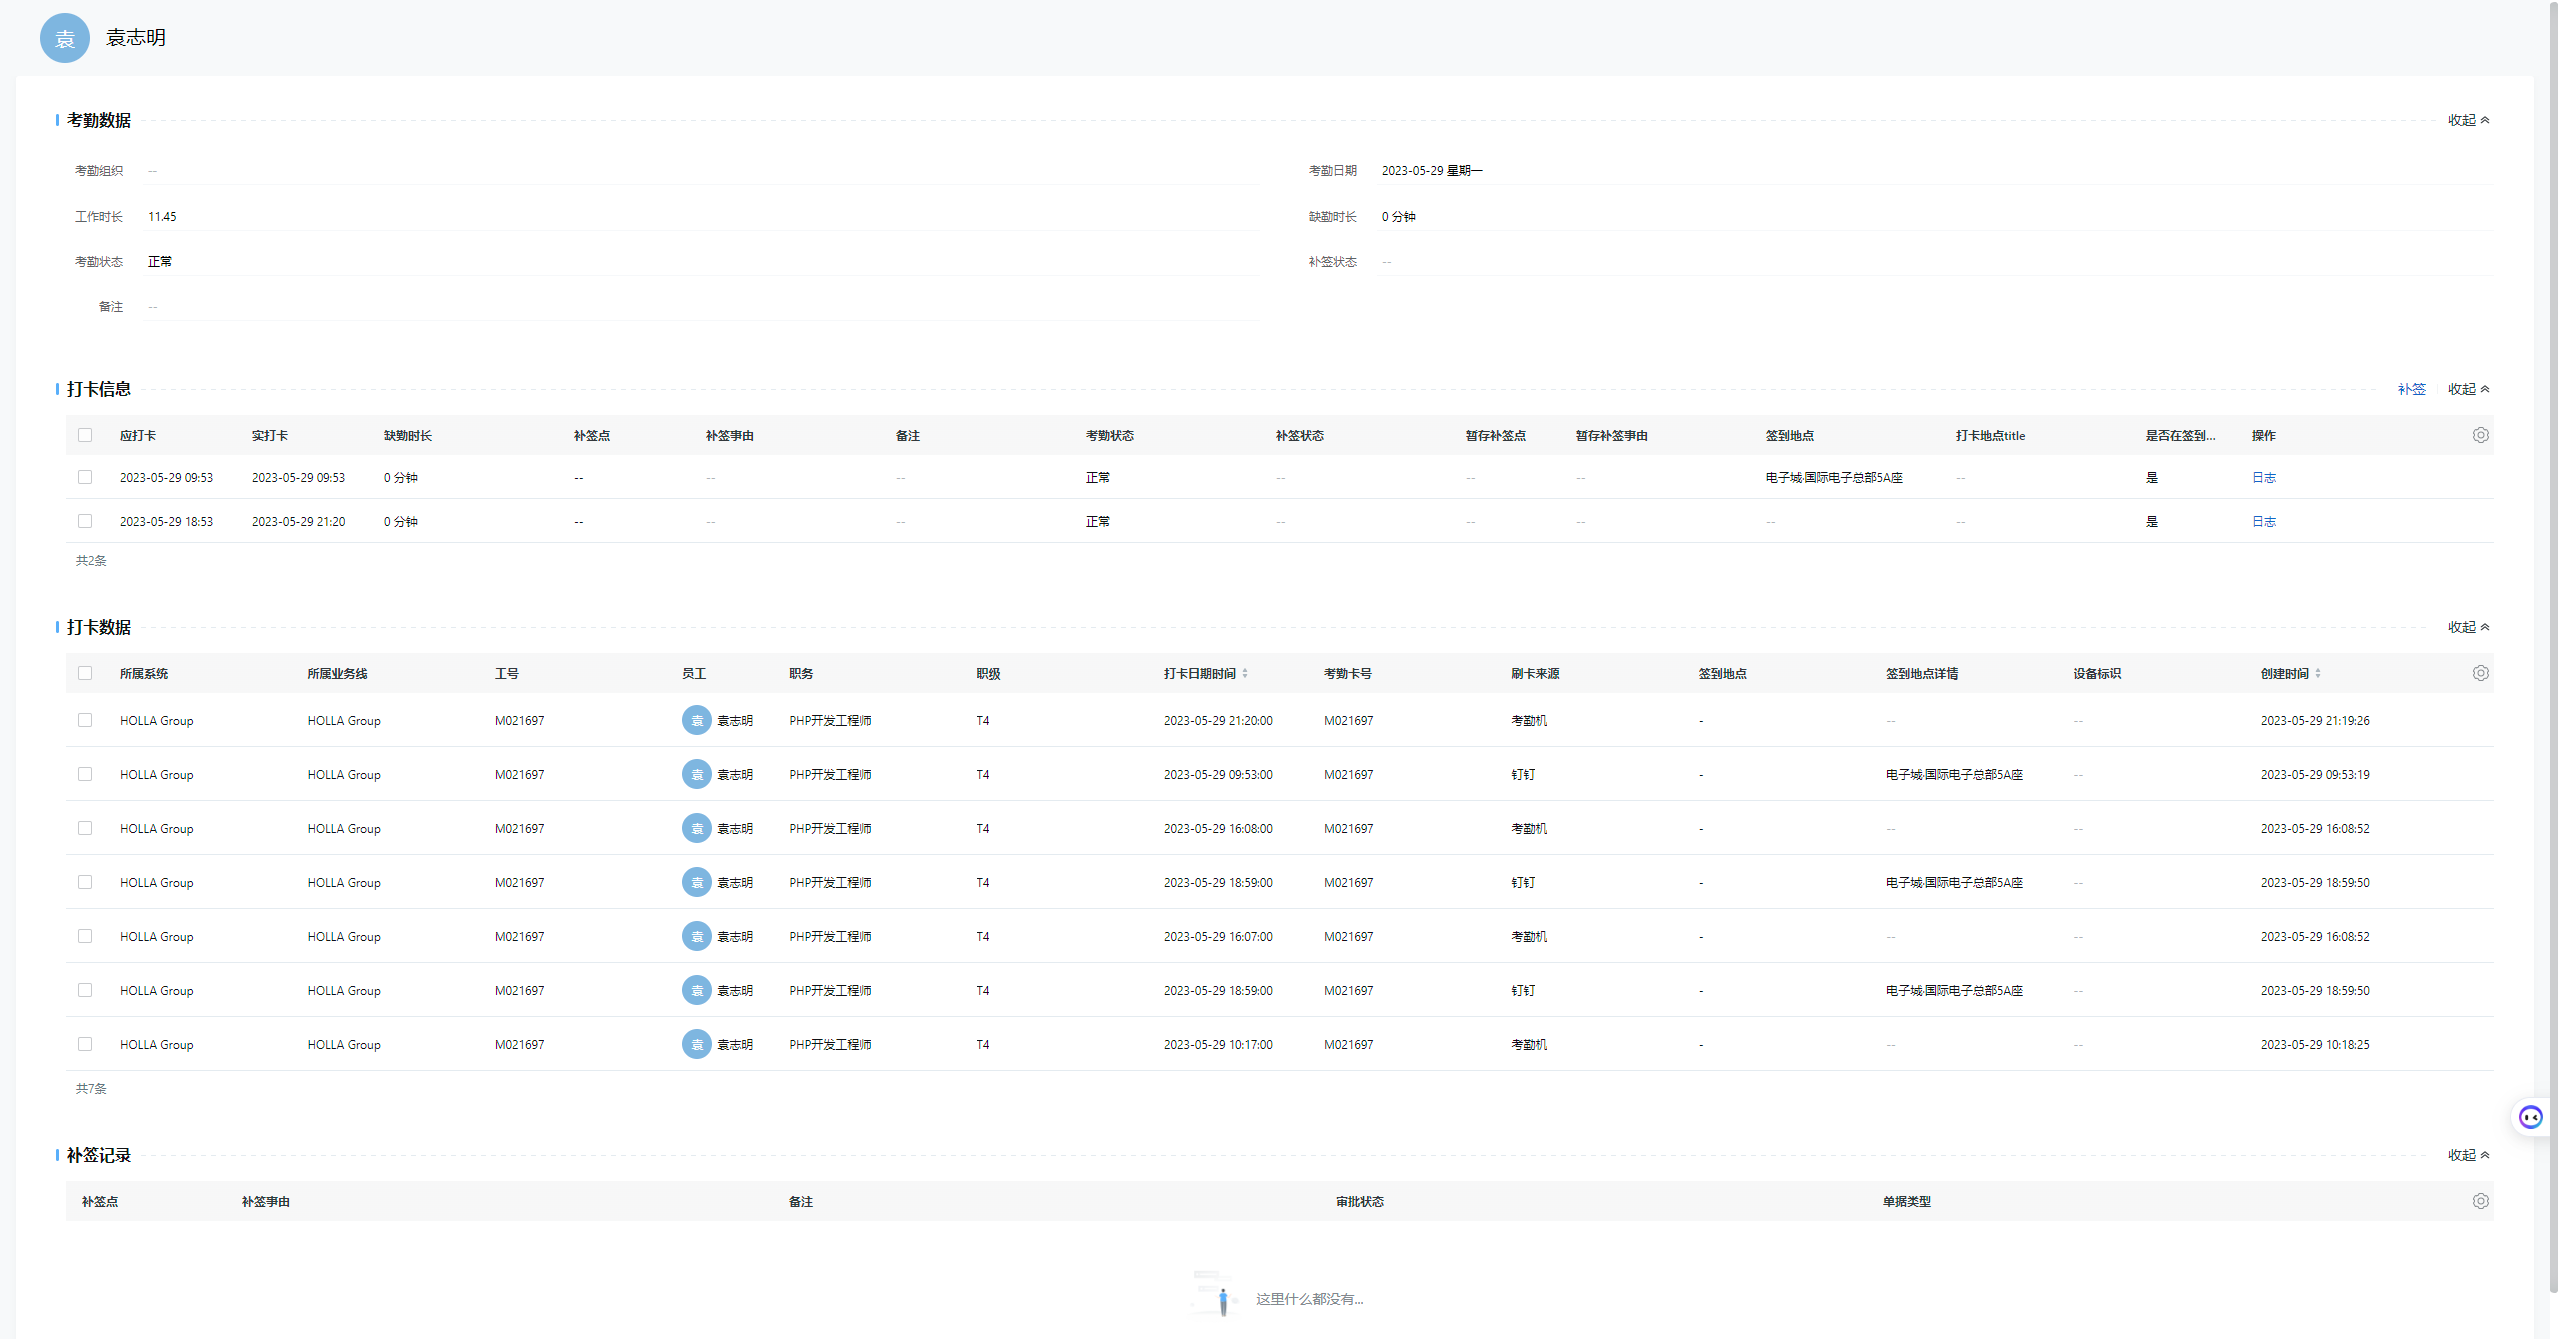 袁 袁志明
考勤数据 收起
考勤组织 -- 考勤日期 2023-05-29 星期一
工作时长 11.45 缺勤时长 0 分钟
考勤状态 正常 补签状态 --
备注 --
打卡信息 补签 收起
应打卡 实打卡 缺勤时长 补签点 补签事由 备注 考勤状态 补签状态 暂存补签点 暂存补签事由 签到地点 打卡地点title 是否在签到... 操作
2023-05-29 09:53 2023-05-29 09:53 0 分钟 -- -- -- 正常 -- -- -- 电子城·国际电子总部5A座 -- 是 日志
2023-05-29 18:53 2023-05-29 21:20 0 分钟 -- -- -- 正常 -- -- -- -- -- 是 日志
共2条
打卡数据 收起
所属系统 所属业务线 工号 员工 职务 职级 打卡日期时间 考勤卡号 刷卡来源 签到地点 签到地点详情 设备标识 创建时间
HOLLA Group HOLLA Group M021697 袁 袁志明 PHP开发工程师 T4 2023-05-29 21:20:00 M021697 考勤机 - -- -- 2023-05-29 21:19:26
HOLLA Group HOLLA Group M021697 袁 袁志明 PHP开发工程师 T4 2023-05-29 09:53:00 M021697 钉钉 - 电子城·国际电子总部5A座 -- 2023-05-29 09:53:19
HOLLA Group HOLLA Group M021697 袁 袁志明 PHP开发工程师 T4 2023-05-29 16:08:00 M021697 考勤机 - -- -- 2023-05-29 16:08:52
HOLLA Group HOLLA Group M021697 袁 袁志明 PHP开发工程师 T4 2023-05-29 18:59:00 M021697 钉钉 - 电子城·国际电子总部5A座 -- 2023-05-29 18:59:50
HOLLA Group HOLLA Group M021697 袁 袁志明 PHP开发工程师 T4 2023-05-29 16:07:00 M021697 考勤机 - -- -- 2023-05-29 16:08:52
HOLLA Group HOLLA Group M021697 袁 袁志明 PHP开发工程师 T4 2023-05-29 18:59:00 M021697 钉钉 - 电子城·国际电子总部5A座 -- 2023-05-29 18:59:50
HOLLA Group HOLLA Group M021697 袁 袁志明 PHP开发工程师 T4 2023-05-29 10:17:00 M021697 考勤机 - -- -- 2023-05-29 10:18:25
共7条
补签记录 收起
补签点 补签事由 备注 审批状态 单据类型
这里什么都没有...